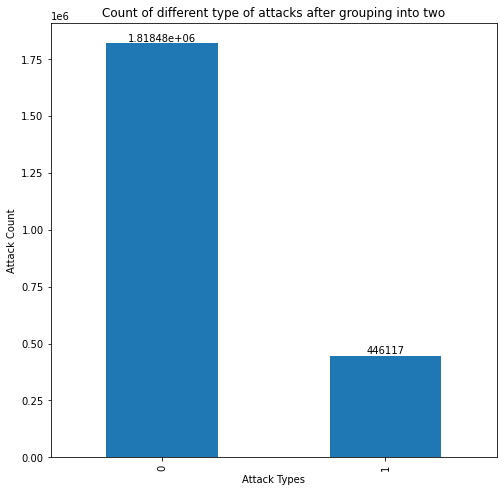 Count of different type of attacks after grouping into two
1e6
1.81848e+06
1.75
1.50
1.25
1.00
0.75
0.50
446117
0.25
0.00
0
1
Attack Count
Attack Types